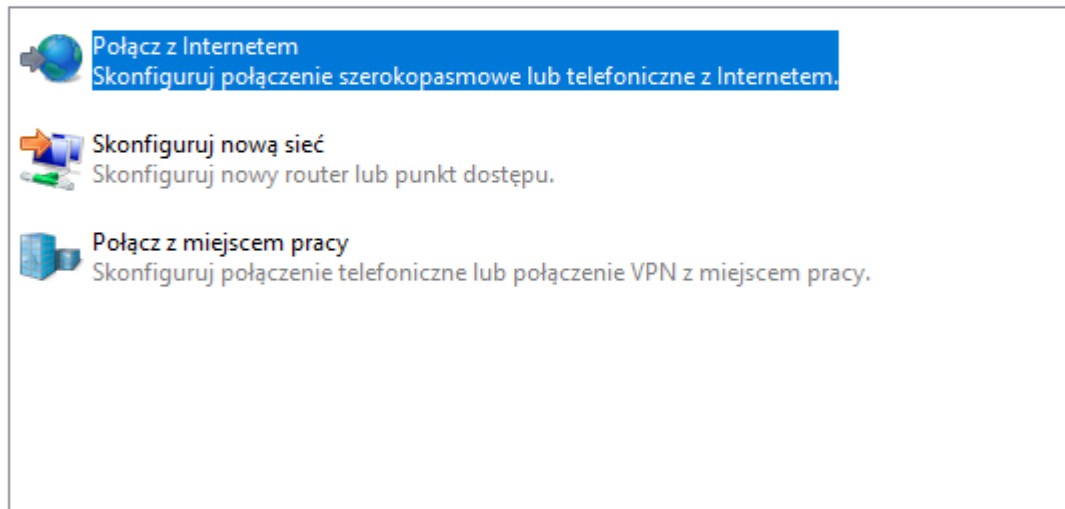 Połącz z Internetem
Skonfiguruj połączenie szerokopasmowe lub telefoniczne z Internetem.
Skonfiguruj nową sieć
Skonfiguruj nowy router lub punkt dostępu.
Połącz z miejscem pracy
Skonfiguruj połączenie telefoniczne lub połączenie VPN z miejscem pracy.